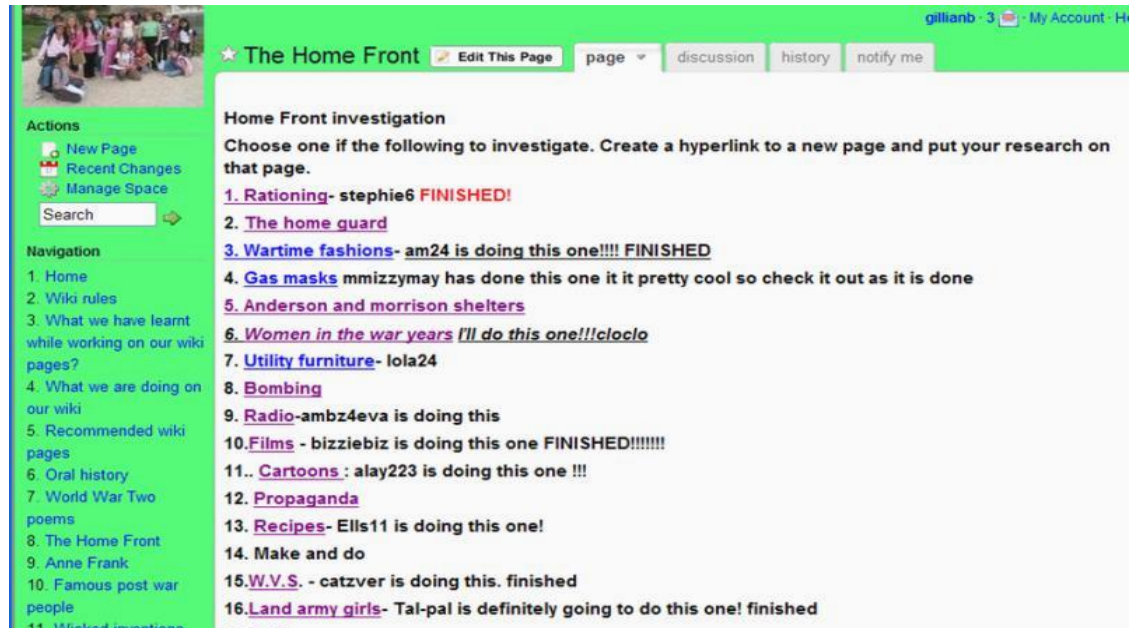 gillianb · 3 · My Account · He
The Home Front Edit This Page page discussion history notify me
Actions
New Page
Recent Changes
Manage Space
Search
Navigation
1. Home
2. Wiki rules
3. What we have learnt
while working on our wiki
pages?
4. What we are doing on
our wiki
5. Recommended wiki
pages
6. Oral history
7. World War Two
poems
8. The Home Front
9. Anne Frank
10. Famous post war
people
11. Wicked inventions
Home Front investigation
Choose one if the following to investigate. Create a hyperlink to a new page and put your research on
that page.
1. Rationing- stephie6 FINISHED!
2. The home guard
3. Wartime fashions- am24 is doing this one!!!! FINISHED
4. Gas masks mmizzymay has done this one it it pretty cool so check it out as it is done
5. Anderson and morrison shelters
6. Women in the war years I'll do this one!!!cloclo
7. Utility furniture- lola24
8. Bombing
9. Radio-ambz4eva is doing this
10.Films - bizziebiz is doing this one FINISHED!!!!!!!
11.. Cartoons : alay223 is doing this one !!!
12. Propaganda
13. Recipes- Ells11 is doing this one!
14. Make and do
15.W.V.S. - catzver is doing this. finished
16.Land army girls- Tal-pal is definitely going to do this one! finished